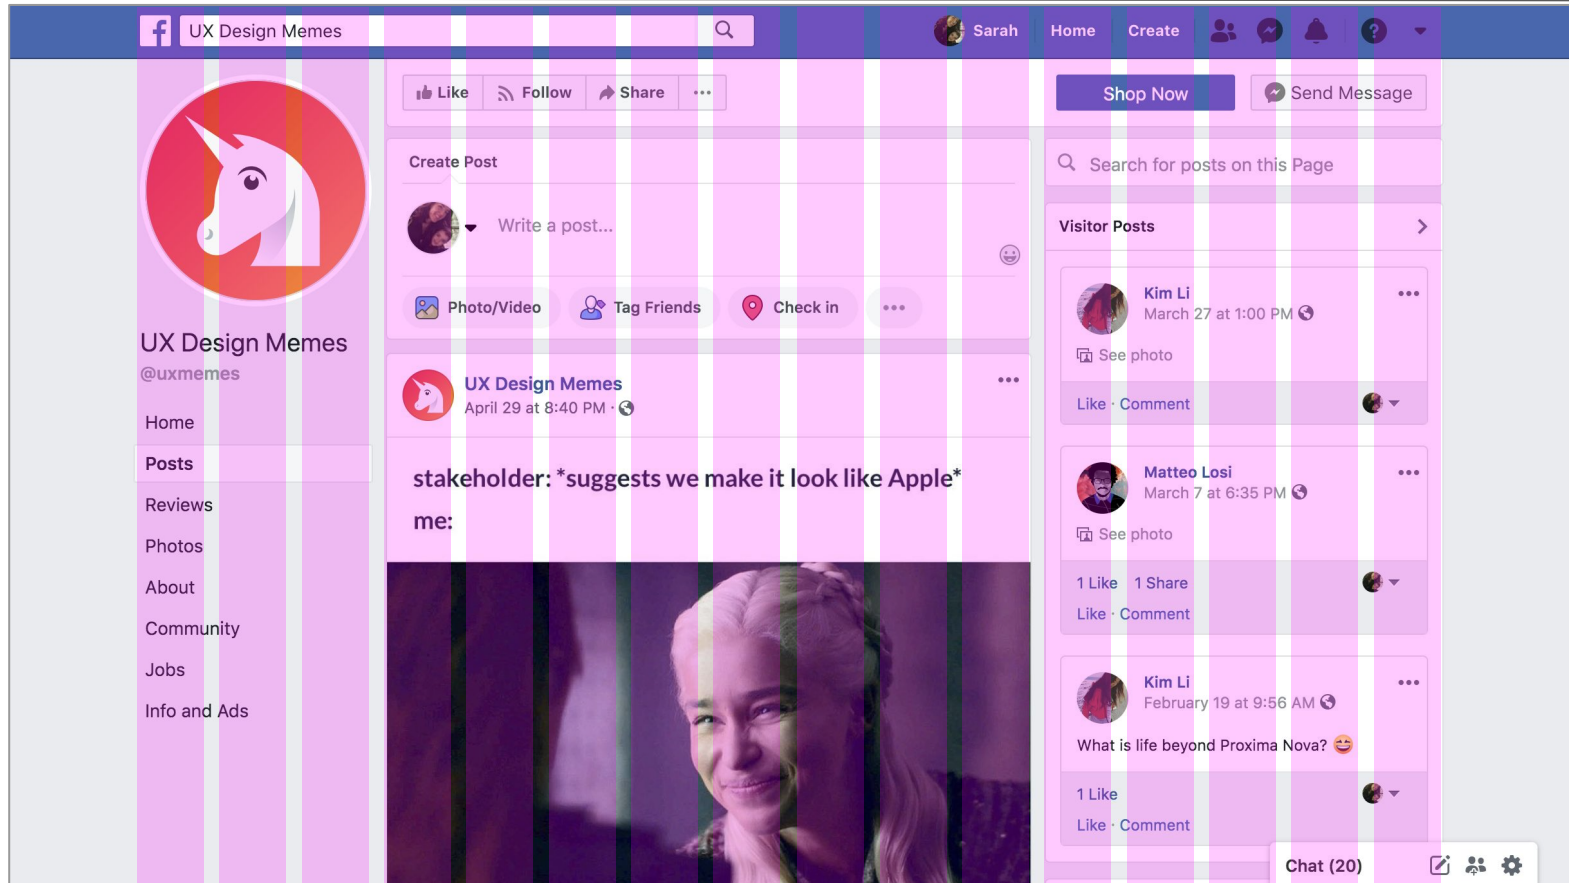 UX Design Memes
Sarah
Home
Create
Like
Follow
Share
Shop Now
Send Message
UX Design Memes
@uxmemes
Home
Posts
Reviews
Photos
About
Community
Jobs
Info and Ads
Create Post
Write a post...
Photo/Video
Tag Friends
Check in
UX Design Memes
April 29 at 8:40 PM ·
stakeholder: *suggests we make it look like Apple*
me:
Search for posts on this Page
Visitor Posts
Kim Li
March 27 at 1:00 PM
See photo
Like · Comment
Matteo Losi
March 7 at 6:35 PM
See photo
1 Like 1 Share
Like · Comment
Kim Li
February 19 at 9:56 AM
What is life beyond Proxima Nova? 😆
1 Like
Like · Comment
Chat (20)